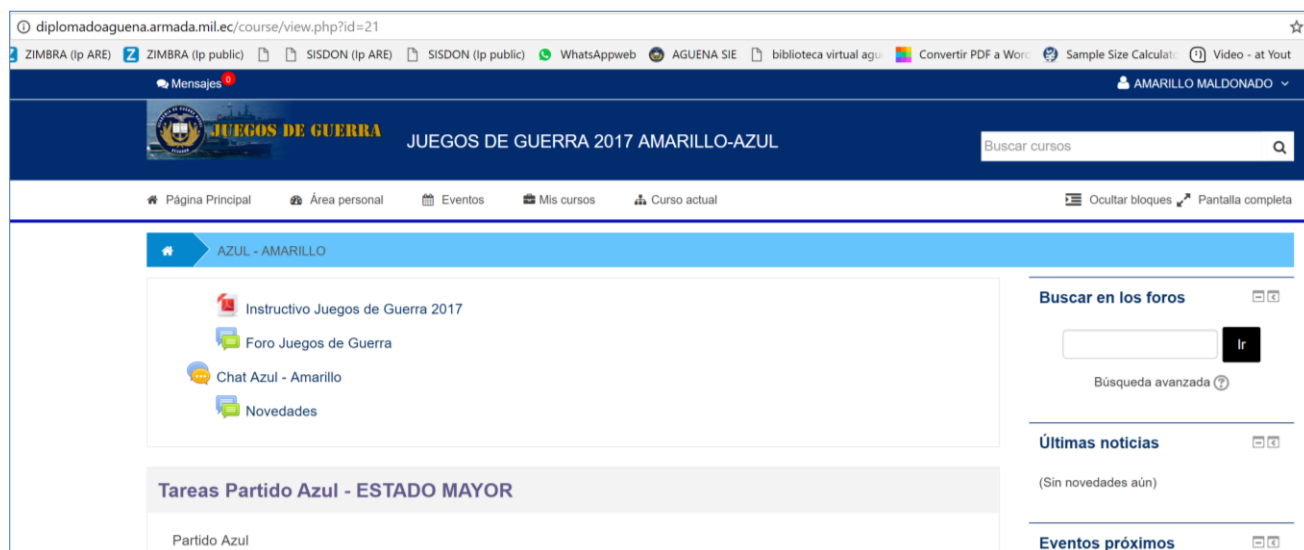 diplomadoaguena.armada.mil.ec/course/view.php?id=21
ZIMBRA (Ip ARE) ZIMBRA (Ip public) SISDON (Ip ARE) SISDON (Ip public) WhatsAppweb AGUENA SIE biblioteca virtual agu Convertir PDF a Wor Sample Size Calculat Video - at Yout
Mensajes 0 AMARILLO MALDONADO
JUEGOS DE GUERRA JUEGOS DE GUERRA 2017 AMARILLO-AZUL Buscar cursos
Página Principal Área personal Eventos Mis cursos Curso actual Ocultar bloques Pantalla completa
AZUL - AMARILLO
Instructivo Juegos de Guerra 2017
Foro Juegos de Guerra
Chat Azul - Amarillo
Novedades
Tareas Partido Azul - ESTADO MAYOR
Partido Azul
Buscar en los foros
Ir
Búsqueda avanzada
Últimas noticias
(Sin novedades aún)
Eventos próximos